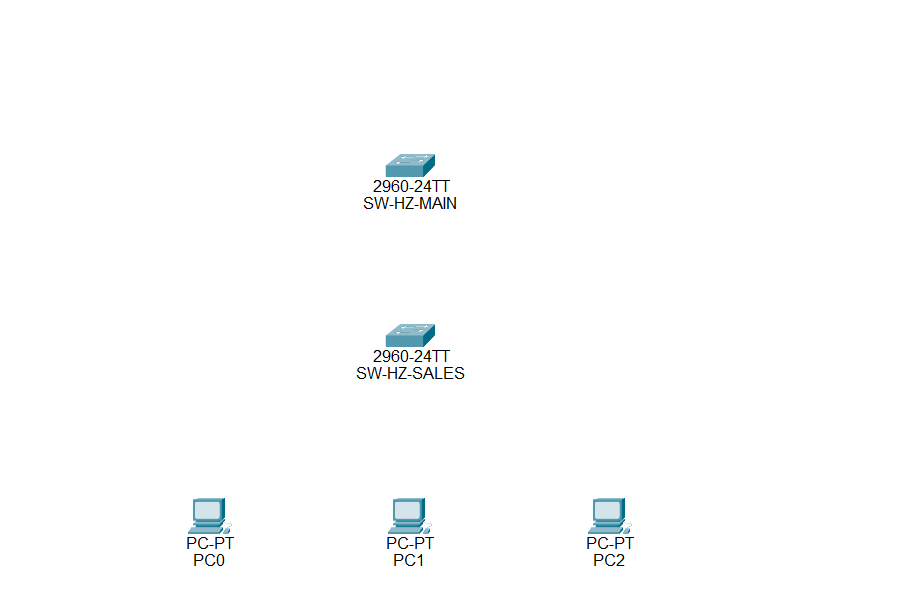 2960-24TT
SW-HZ-MAIN
2960-24TT
SW-HZ-SALES
PC-PT
PC0
PC-PT
PC1
PC-PT
PC2